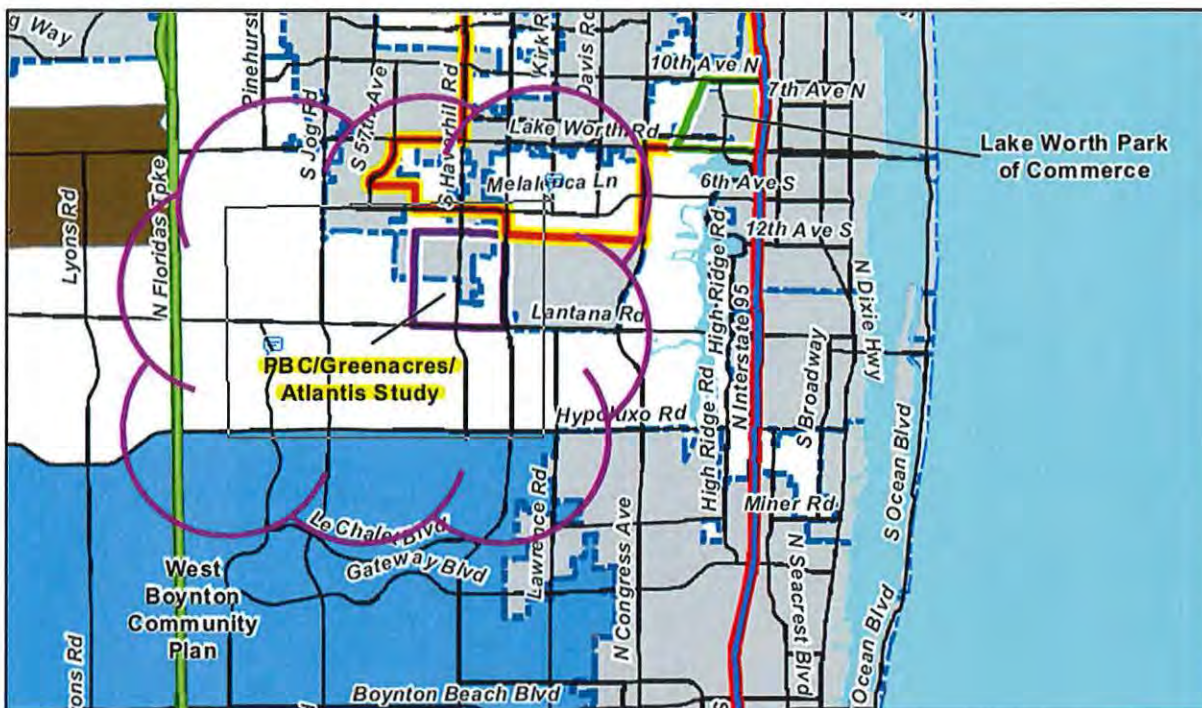 g Way
Pinehurst
S Jog Rd
S 57th Ave
S Haverhill Rd
Kirk R
Davis Rd
10th Ave N
7th Ave N
Lake Worth Rd
Lake Worth Park
of Commerce
Melaleuca Ln
6th Ave S
12th Ave S
Lyons Rd
N Floridas Tpke
High Ridge Rd
N Interstate 95
N Dixie Hwy
Lantana Rd
PBC/Greenacres/
Atlantis Study
S Broadway
Hypoluxo Rd
High Ridge Rd
S Ocean Blvd
Miner Rd
Le Chalet Blvd
Gateway Blvd
Lawrence Rd
N Congress Ave
N Seacrest Blvd
West
Boynton
Community
Plan
ons Rd
Boynton Beach Blvd
Ocean Blvd